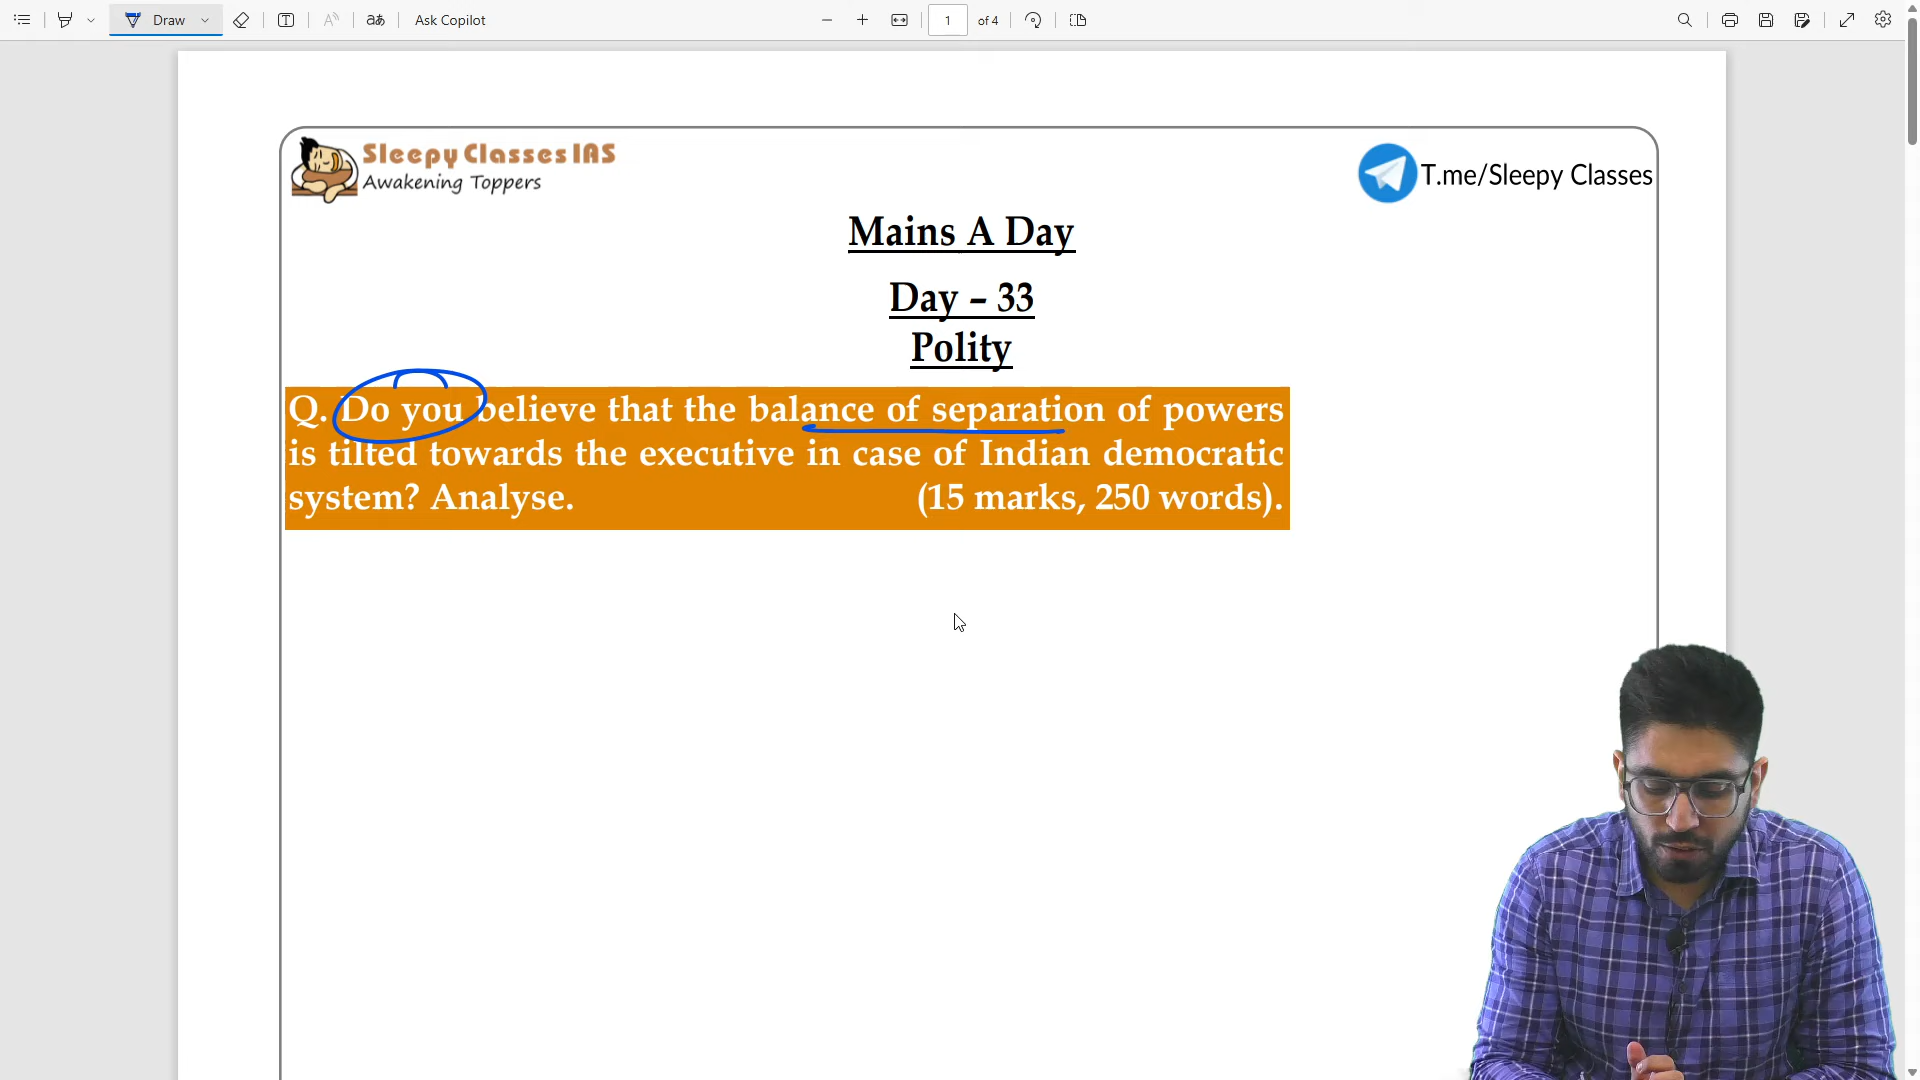 Draw
Ask Copilot
1
of 4
Sleepy Classes IAS
Awakening Toppers
T.me/Sleepy Classes
Mains A Day
Day – 33
Polity
Q. Do you believe that the balance of separation of powers
is tilted towards the executive in case of Indian democratic
system? Analyse. (15 marks, 250 words).